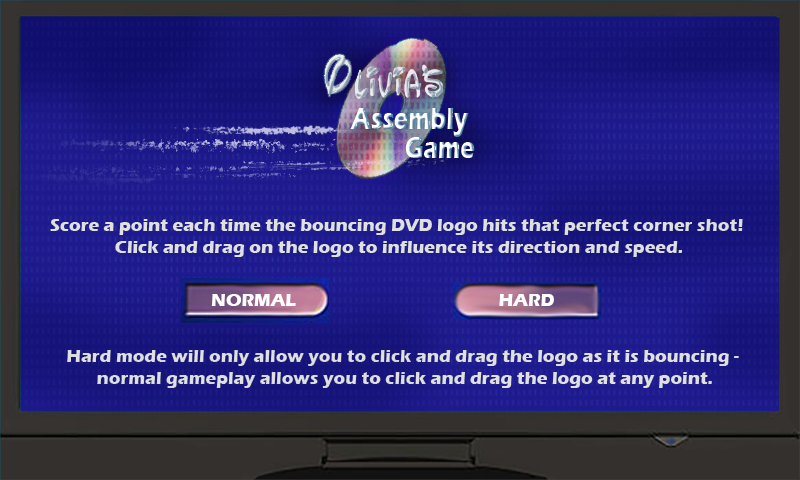 Olivia's
Assembly
Game
Score a point each time the bouncing DVD logo hits that perfect corner shot!
Click and drag on the logo to influence its direction and speed.
NORMAL
HARD
Hard mode will only allow you to click and drag the logo as it is bouncing -
normal gameplay allows you to click and drag the logo at any point.